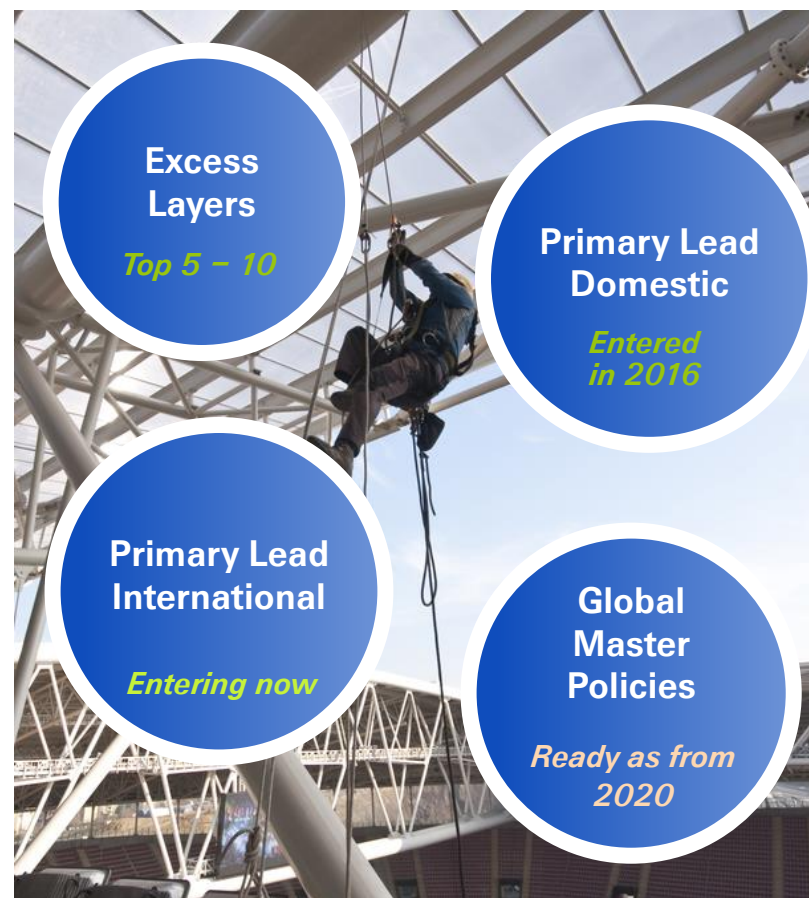 Excess
Layers
Top 5 – 10
Primary Lead
Domestic
Entered
in 2016
Primary Lead
International
Entering now
Global
Master
Policies
Ready as from
2020